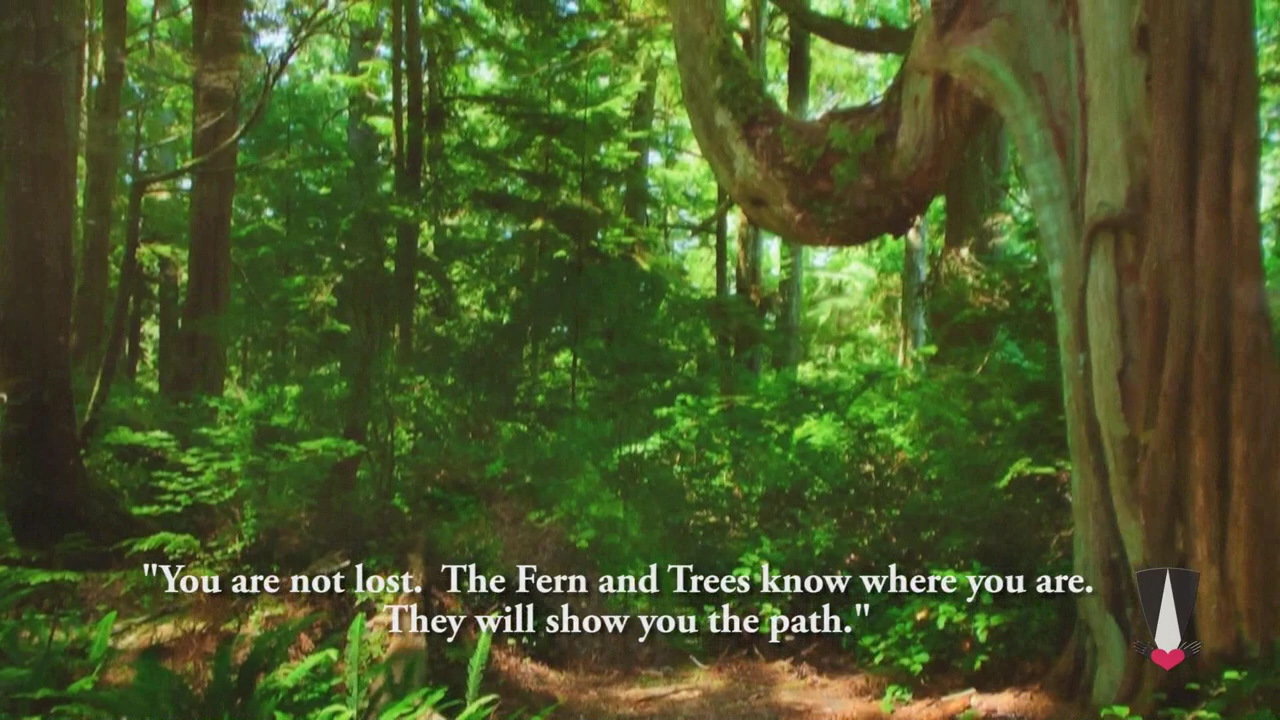 "You are not lost.  The Fern and Trees know where you are.
They will show you the path."